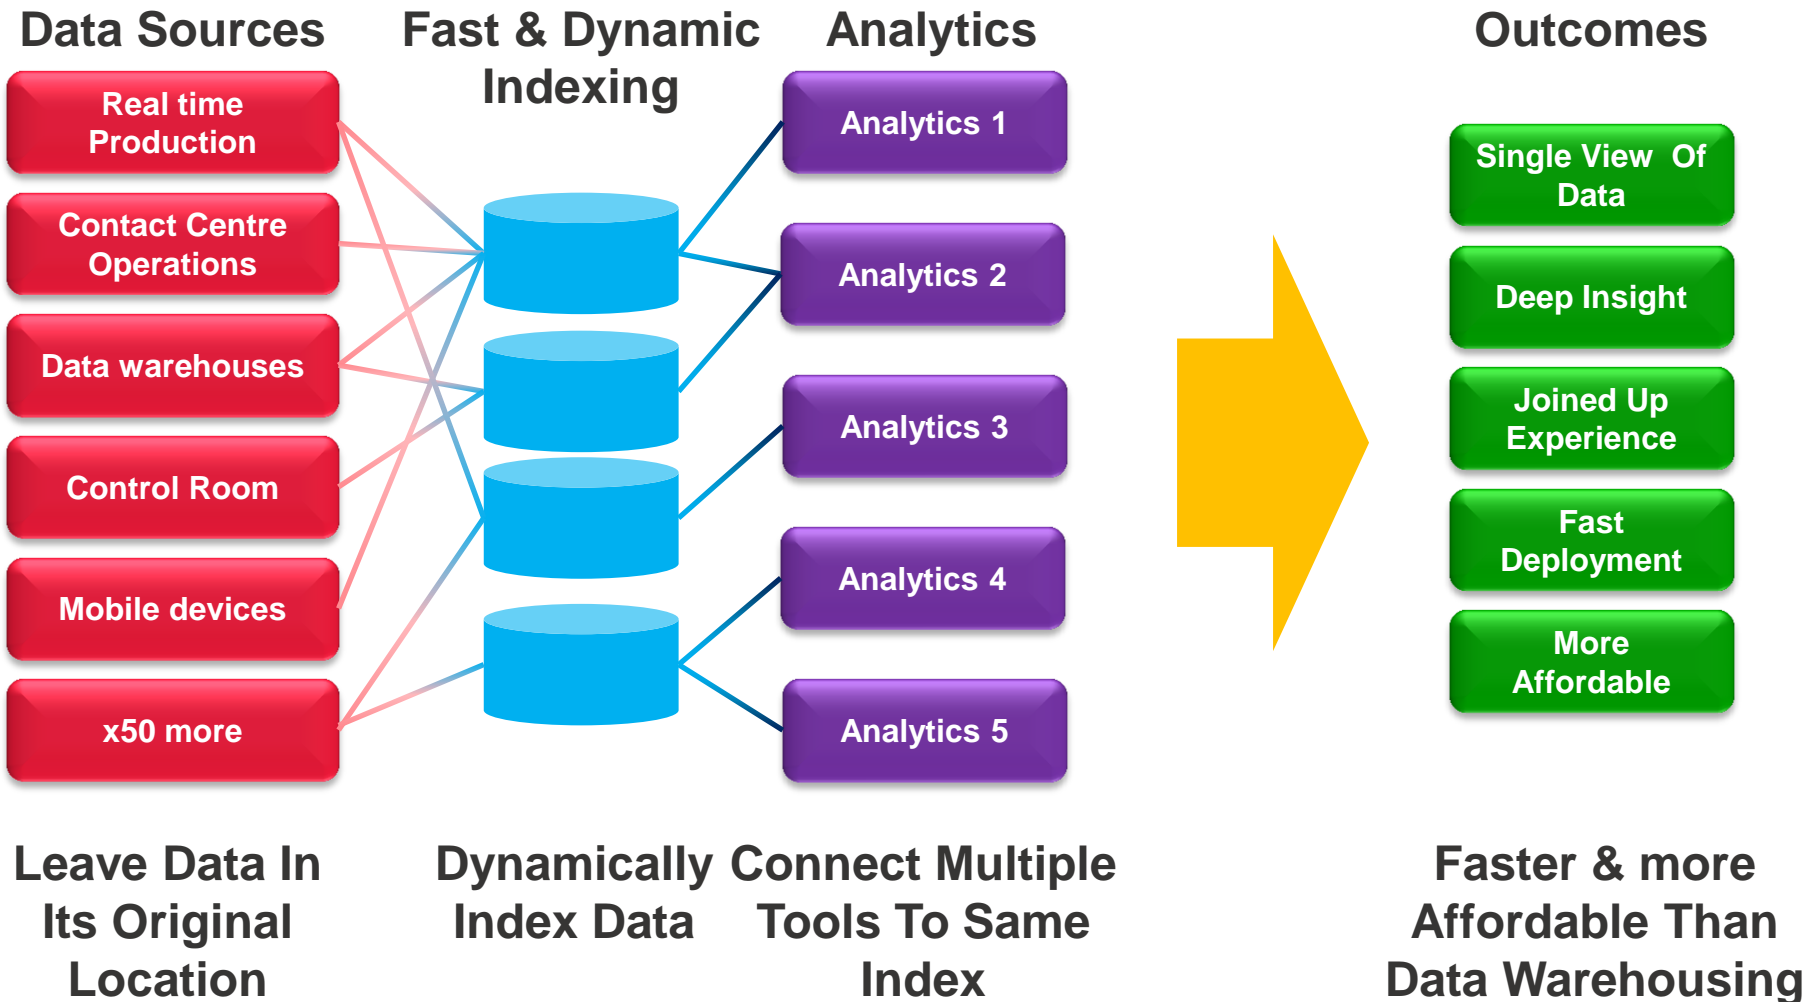 Data Sources
Real time
Production
Contact Centre
Operations
Data warehouses
Control Room
Mobile devices
x50 more
Leave Data In
Its Original
Location
Fast & Dynamic
Indexing
Dynamically
Index Data
Analytics
Analytics 1
Analytics 2
Analytics 3
Analytics 4
Analytics 5
Connect Multiple
Tools To Same
Index
Outcomes
Single View Of
Data
Deep Insight
Joined Up
Experience
Fast
Deployment
More
Affordable
Faster & more
Affordable Than
Data Warehousing